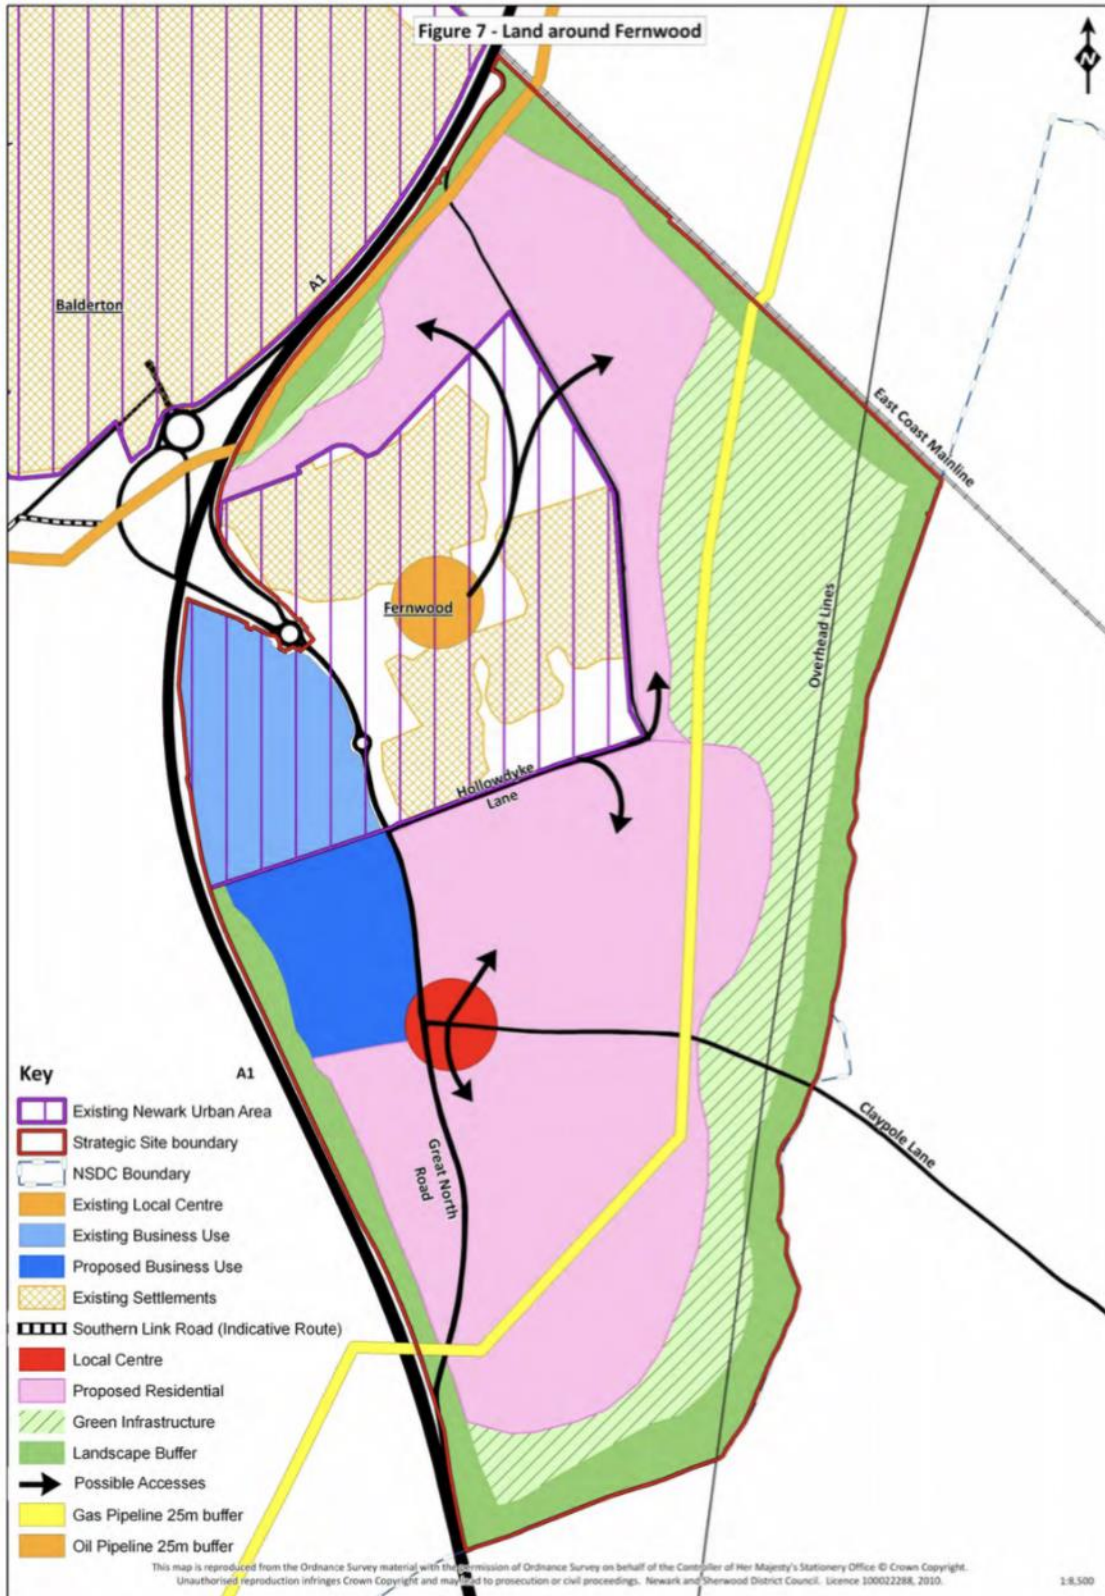 Figure 7 - Land around Fernwood
N
A1
Balderton
East Coast Mainline
Overhead Lines
Fernwood
Hollowdyke
Lane
Key
A1
Existing Newark Urban Area
Strategic Site boundary
NSDC Boundary
Existing Local Centre
Existing Business Use
Proposed Business Use
Existing Settlements
Southern Link Road (Indicative Route)
Local Centre
Proposed Residential
Green Infrastructure
Landscape Buffer
Possible Accesses
Gas Pipeline 25m buffer
Oil Pipeline 25m buffer
Claypole Lane
Great North
Road
This map is reproduced from the Ordnance Survey material with the permission of Ordnance Survey on behalf of the Controller of Her Majesty's Stationery Office © Crown Copyright.
Unauthorised reproduction infringes Crown Copyright and may lead to prosecution or civil proceedings. Newark and Sherwood District Council. Licence 100022288, 2010.
1:8,500